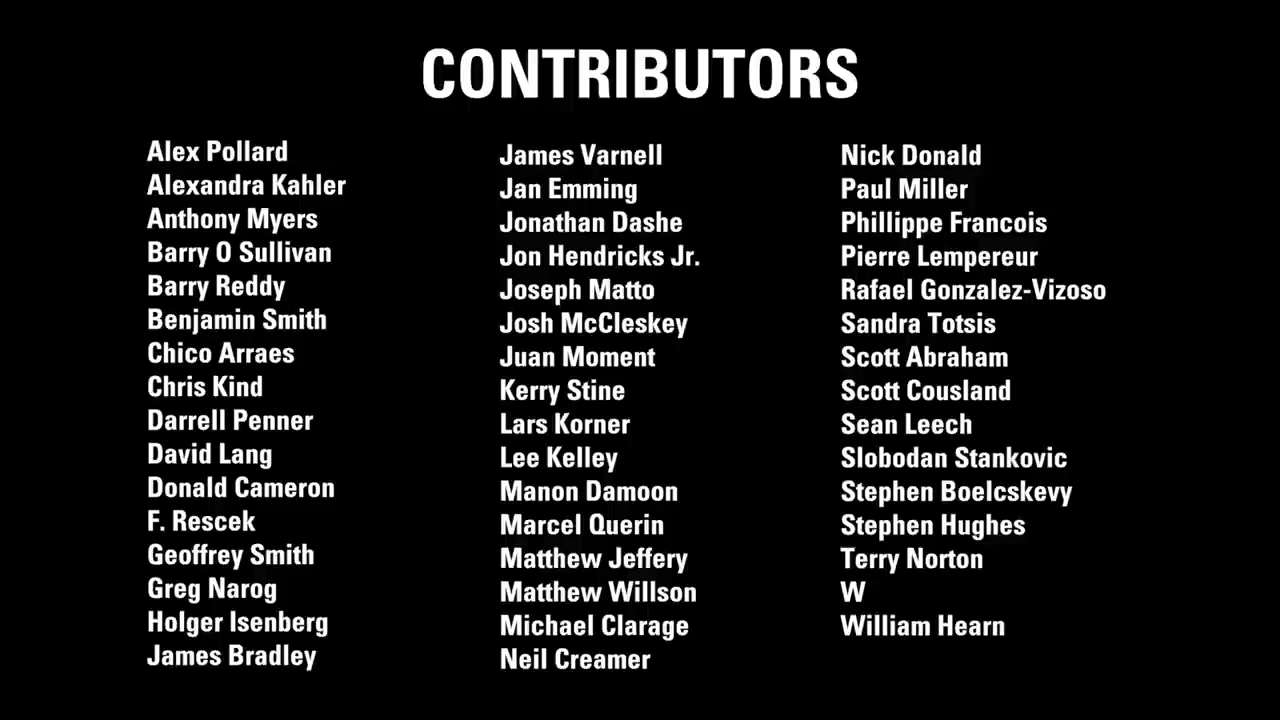 CONTRIBUTORS
Alex Pollard
Alexandra Kahler
Anthony Myers
Barry O Sullivan
Barry Reddy
Benjamin Smith
Chico Arraes
Chris Kind
Darrell Penner
David Lang
Donald Cameron
F. Rescek
Geoffrey Smith
Greg Narog
Holger Isenberg
James Bradley
James Varnell
Jan Emming
Jonathan Dashe
Jon Hendricks Jr.
Joseph Matto
Josh McCleskey
Juan Moment
Kerry Stine
Lars Korner
Lee Kelley
Manon Damoon
Marcel Querin
Matthew Jeffery
Matthew Willson
Michael Clarage
Neil Creamer
Nick Donald
Paul Miller
Phillippe Francois
Pierre Lempereur
Rafael Gonzalez-Vizoso
Sandra Totsis
Scott Abraham
Scott Cousland
Sean Leech
Slobodan Stankovic
Stephen Boelcskevy
Stephen Hughes
Terry Norton
W
William Hearn